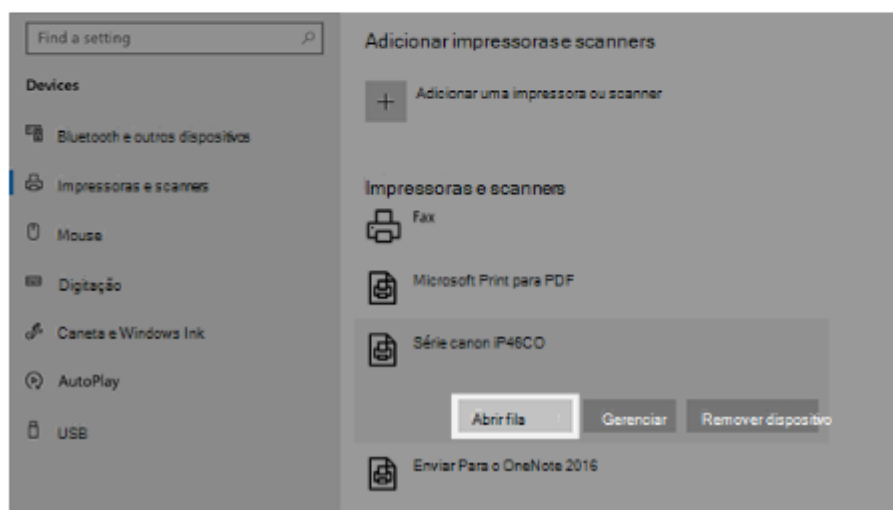 Find a setting
Devices
Bluetooth e outros dispositivos
Impressoras e scanners
Mouse
Digitação
Caneta e Windows Ink
AutoPlay
USB
Adicionar impressoras e scanners
Adicionar uma impressora ou scanner
Impressoras e scanners
Fax
Microsoft Print para PDF
Série canon iP46CO
Abrir fila
Gerenciar
Remover dispositivo
Enviar Para o OneNote 2016